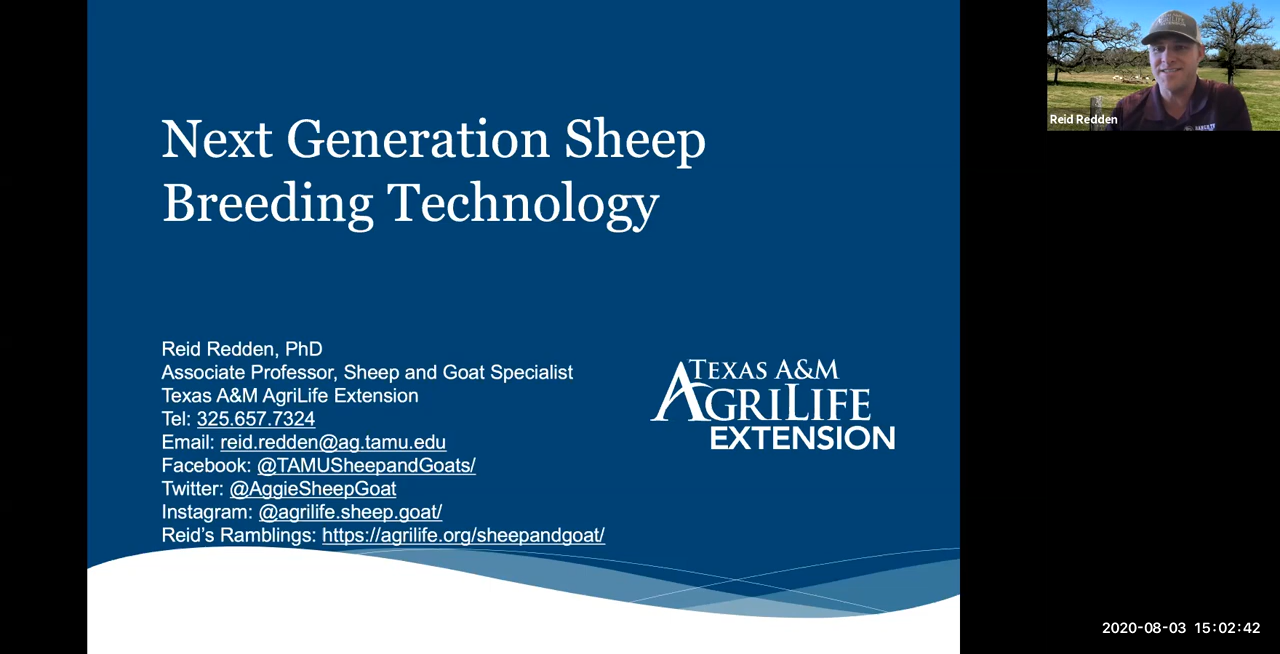 Next Generation Sheep
Breeding Technology
Reid Redden, PhD
Associate Professor, Sheep and Goat Specialist
Texas A&M AgriLife Extension
Tel: 325.657.7324
Email: reid.redden@ag.tamu.edu
Facebook: @TAMUSheepandGoats/
Twitter: @AggieSheepGoat
Instagram: @agrilife.sheep.goat/
Reid’s Ramblings: https://agrilife.org/sheepandgoat/
TEXAS A&M
AGRILIFE
EXTENSION
Reid Redden
2020-08-03 15:02:42